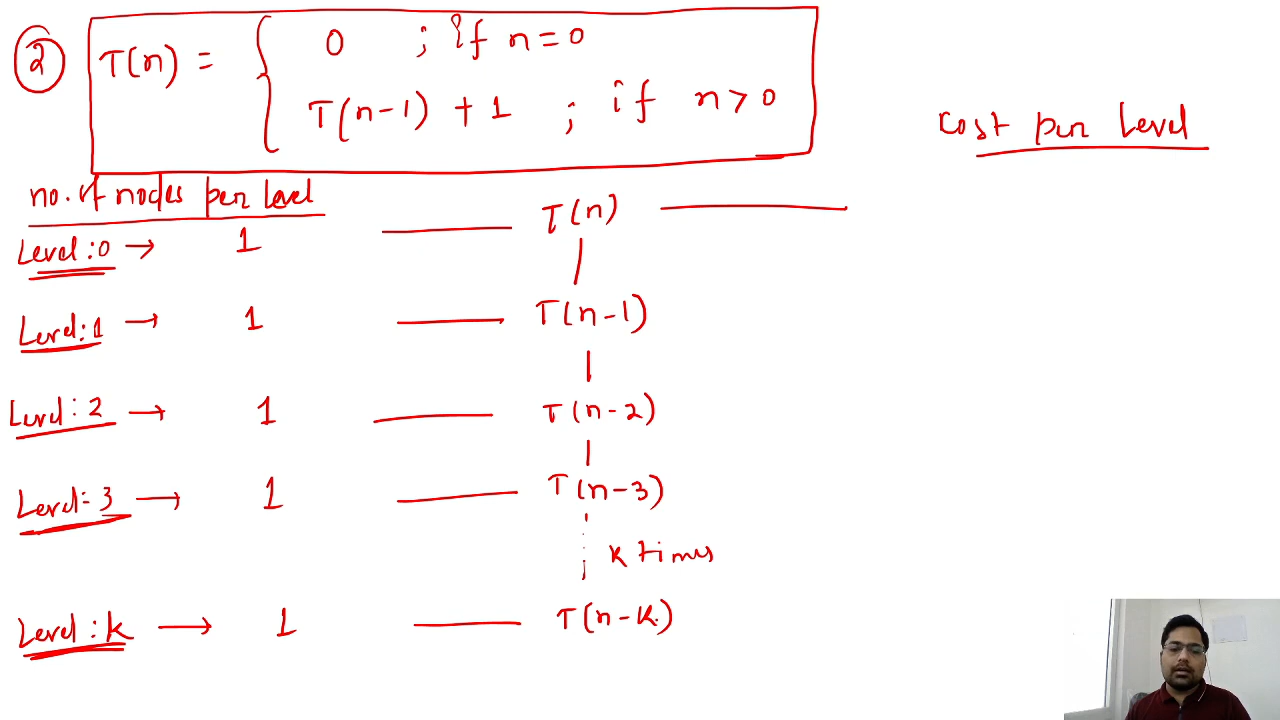 ② T(n) = { 0 ; if n=0
T(n-1) + 1 ; if n>0
Cost per Level
no. of nodes per level
T(n)
Level:0 → 1
Level:1 → 1 T(n-1)
Level:2 → 1 T(n-2)
Level:3 → 1 T(n-3)
k times
Level:k → 1 T(n-k)